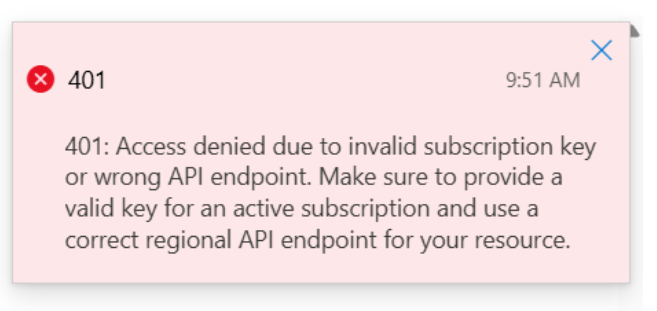 401
9:51 AM
401: Access denied due to invalid subscription key
or wrong API endpoint. Make sure to provide a
valid key for an active subscription and use a
correct regional API endpoint for your resource.